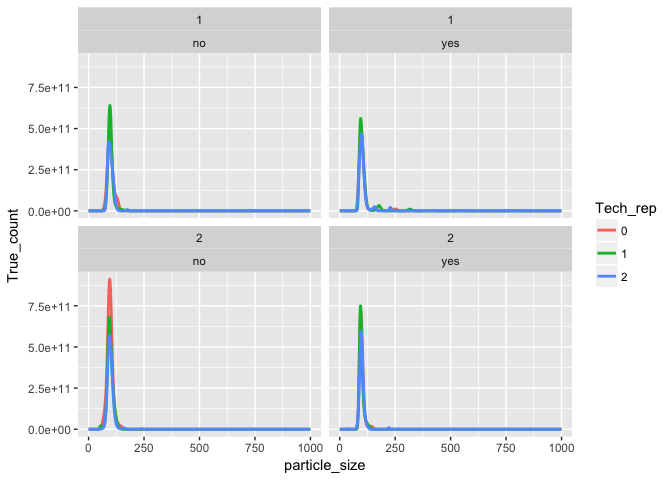 1
1
no
yes
7.5e+11
5.0e+11
2.5e+11
0.0e+00
2
2
no
yes
7.5e+11
5.0e+11
2.5e+11
0.0e+00
0 250 500 750 1000
0 250 500 750 1000
particle_size
True_count
Tech_rep
0
1
2